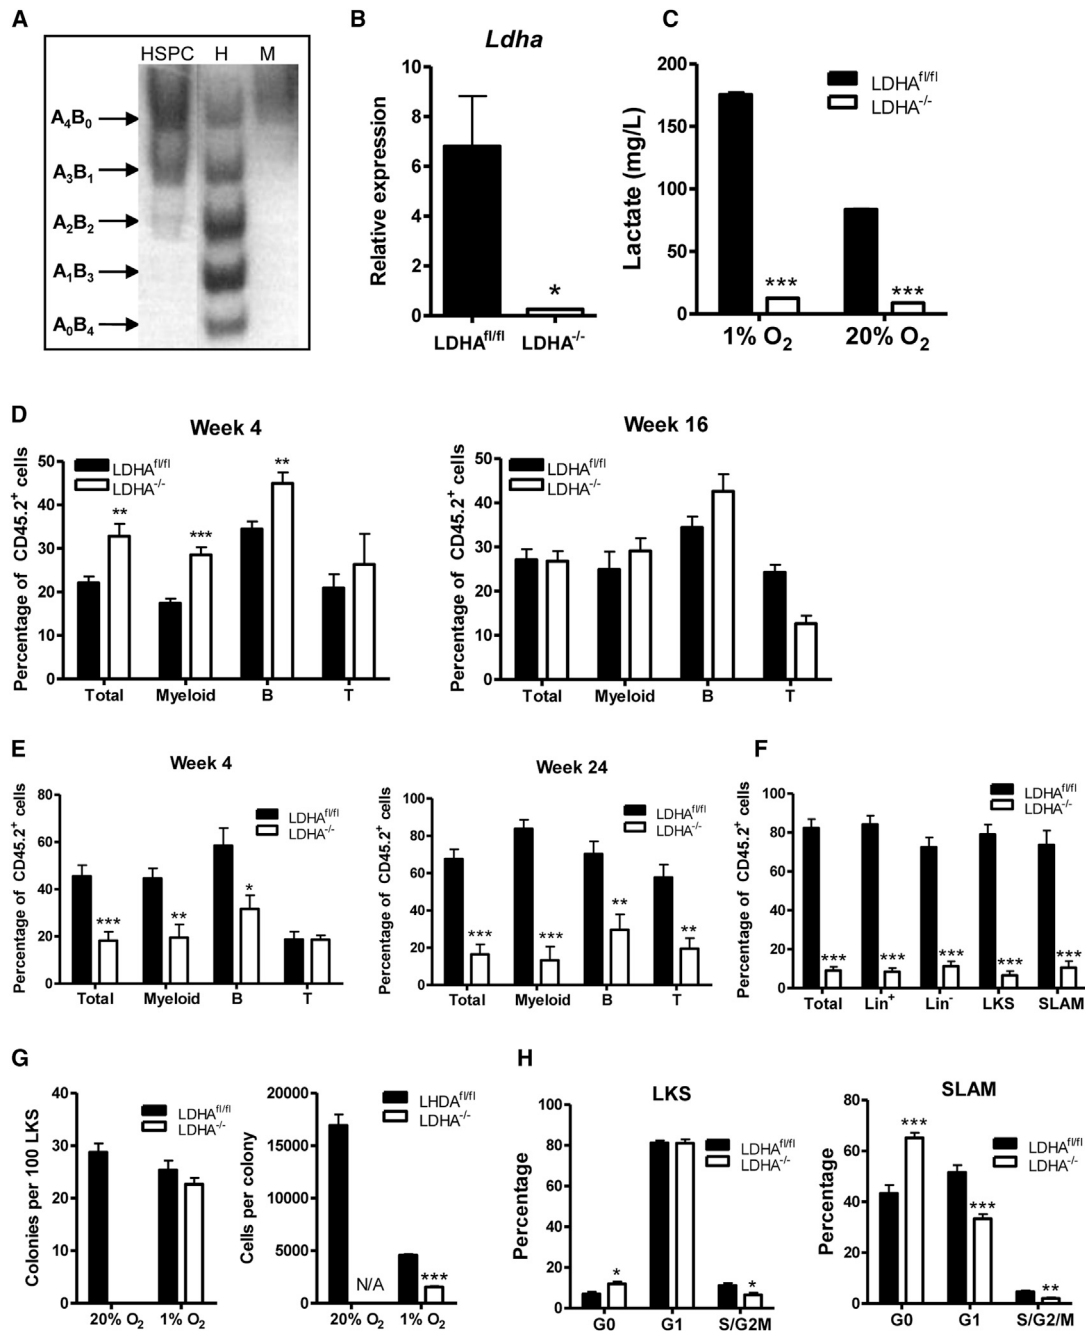 A
HSPC H M
A₄B₀
A₃B₁
A₂B₂
A₁B₃
A₀B₄
B
Ldha
Relative expression
10
8
6
4
2
0
*
LDHAfl/fl LDHA-/-
C
Lactate (mg/L)
200
150
100
50
0
LDHAfl/fl
LDHA-/-
*** ***
1% O₂ 20% O₂
D
Week 4
Percentage of CD45.2+ cells
50
40
30
20
10
0
LDHAfl/fl
LDHA-/-
** *** **
Total Myeloid B T
Week 16
Percentage of CD45.2+ cells
50
40
30
20
10
0
LDHAfl/fl
LDHA-/-
Total Myeloid B T
E
Week 4
Percentage of CD45.2+ cells
80
60
40
20
0
LDHAfl/fl
LDHA-/-
*** ** *
Total Myeloid B T
Week 24
Percentage of CD45.2+ cells
100
80
60
40
20
0
LDHAfl/fl
LDHA-/-
*** *** ** **
Total Myeloid B T
F
Percentage of CD45.2+ cells
100
80
60
40
20
0
LDHAfl/fl
LDHA-/-
*** *** *** *** ***
Total Lin+ Lin- LKS SLAM
G
Colonies per 100 LKS
40
30
20
10
0
LDHAfl/fl
LDHA-/-
20% O₂ 1% O₂
Cells per colony
20000
15000
10000
5000
0
LHDAfl/fl
LDHA-/-
N/A ***
20% O₂ 1% O₂
H
LKS
Percentage
100
80
60
40
20
0
LDHAfl/fl
LDHA-/-
* *
G0 G1 S/G2M
SLAM
Percentage
80
60
40
20
0
LDHAfl/fl
LDHA-/-
*** *** **
G0 G1 S/G2/M